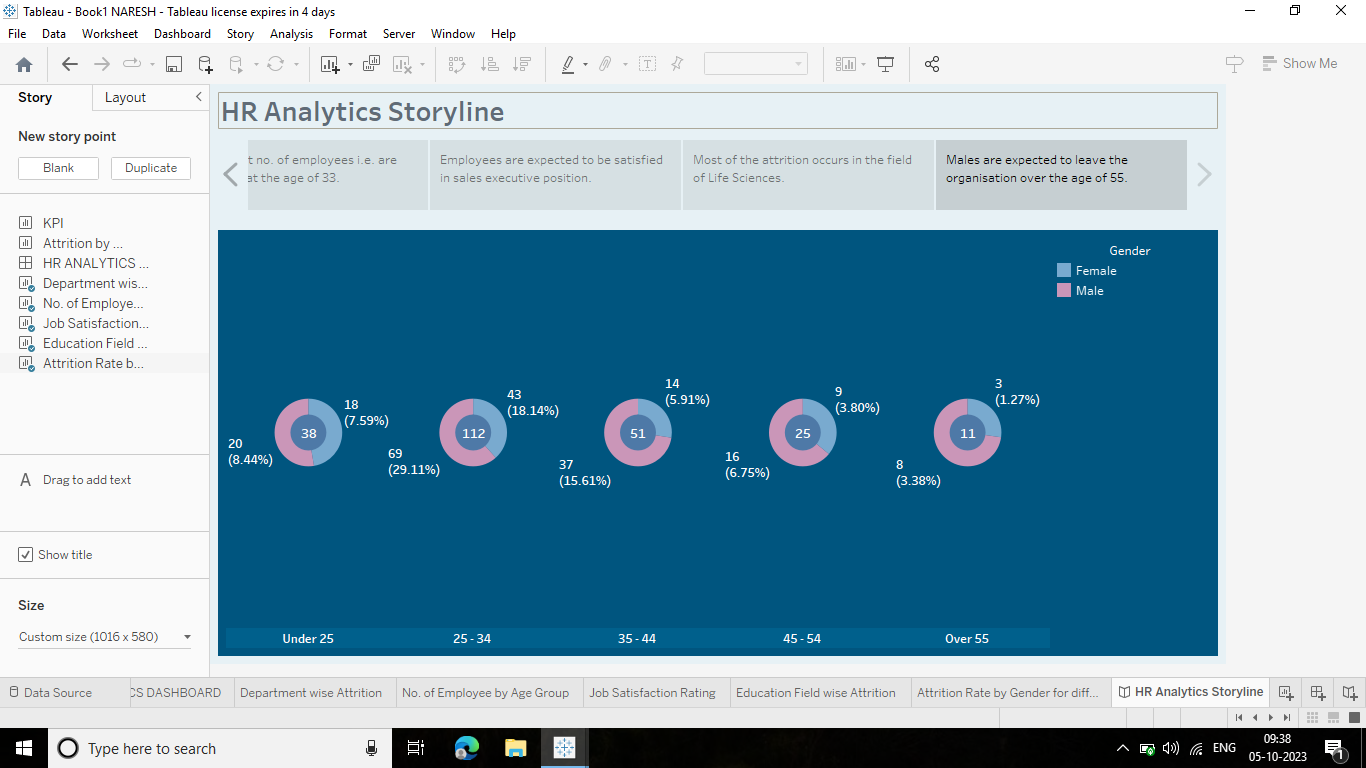 Tableau - Book1 NARESH - Tableau license expires in 4 days
File Data Worksheet Dashboard Story Analysis Format Server Window Help
Show Me
Story Layout
New story point
Blank Duplicate
KPI
Attrition by ...
HR ANALYTICS ...
Department wis...
No. of Employe...
Job Satisfaction...
Education Field ...
Attrition Rate b...
A Drag to add text
Show title
Size
Custom size (1016 x 580)
HR Analytics Storyline
t no. of employees i.e. are
at the age of 33.
Employees are expected to be satisfied
in sales executive position.
Most of the attrition occurs in the field
of Life Sciences.
Males are expected to leave the
organisation over the age of 55.
Gender
Female
Male
18
(7.59%)
38
20
(8.44%)
43
(18.14%)
112
69
(29.11%)
14
(5.91%)
51
37
(15.61%)
9
(3.80%)
25
16
(6.75%)
3
(1.27%)
11
8
(3.38%)
Under 25 25 - 34 35 - 44 45 - 54 Over 55
Data Source CS DASHBOARD Department wise Attrition No. of Employee by Age Group Job Satisfaction Rating Education Field wise Attrition Attrition Rate by Gender for diff... HR Analytics Storyline
Type here to search
ENG
09:38
05-10-2023
1